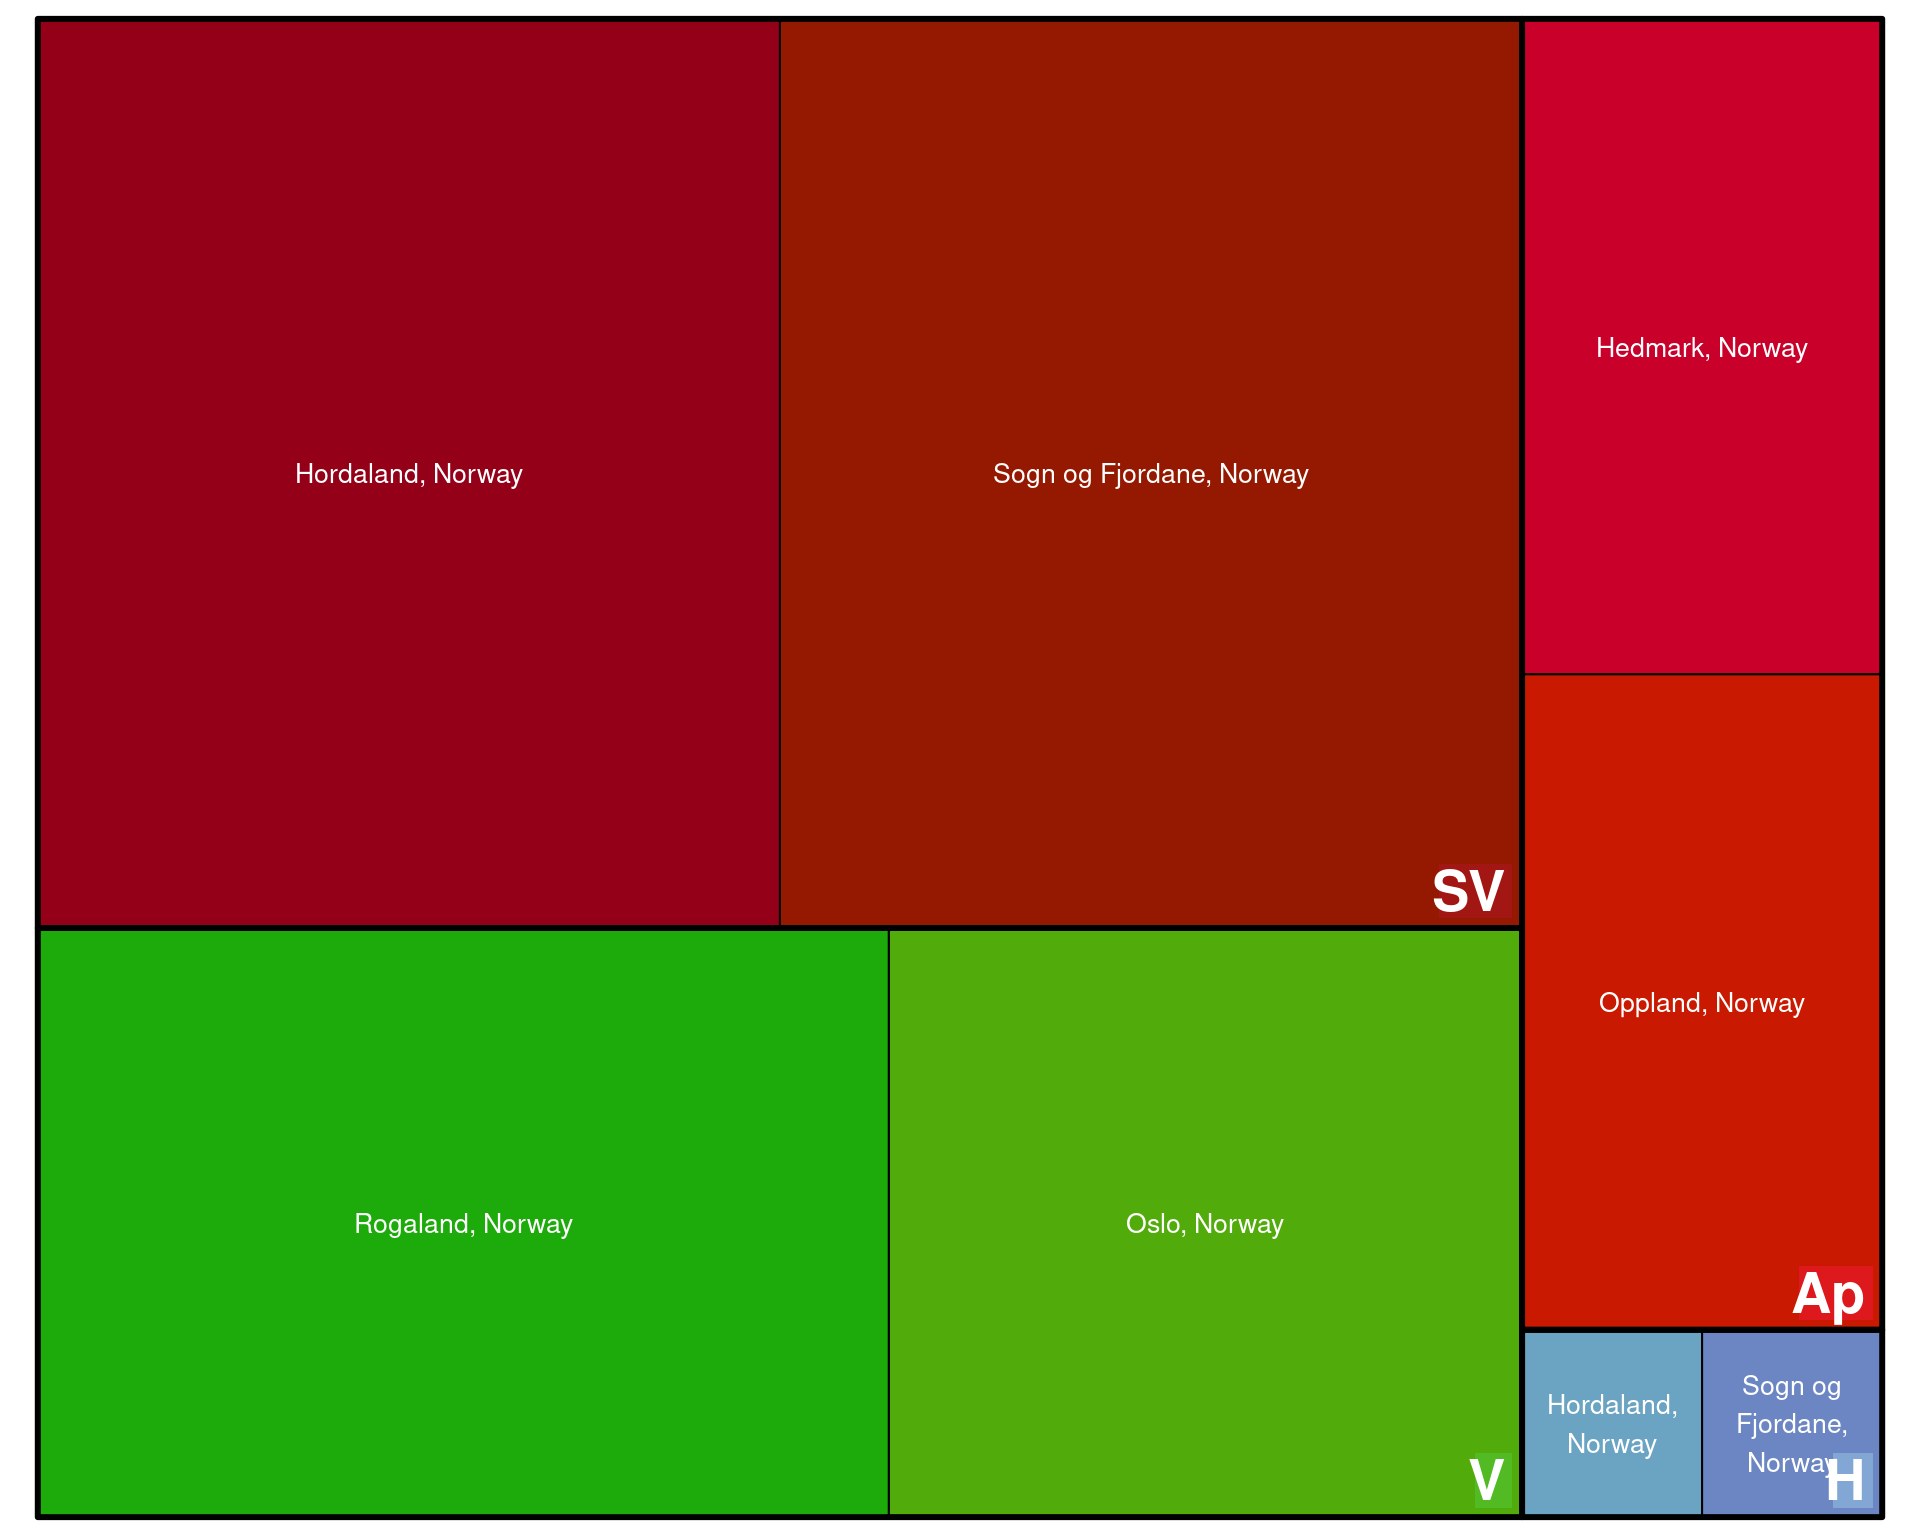 Hordaland, Norway
Sogn og Fjordane, Norway
SV
Hedmark, Norway
Oppland, Norway
Ap
Rogaland, Norway
Oslo, Norway
V
Hordaland,
Norway
Sogn og
Fjordane,
Norway
H